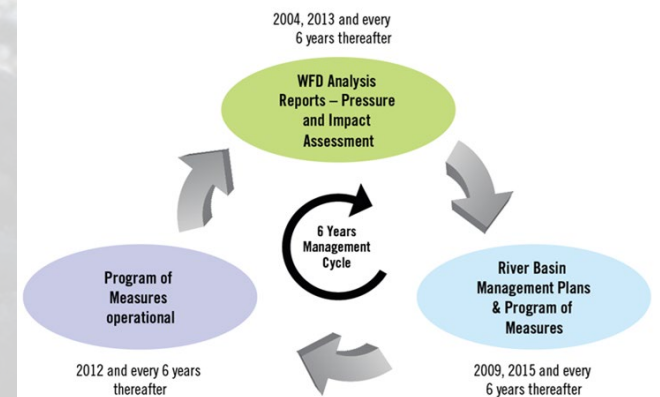 2004, 2013 and every
6 years thereafter
WFD Analysis
Reports – Pressure
and Impact
Assessment
6 Years
Management
Cycle
Program of
Measures
operational
River Basin
Management Plans
& Program of
Measures
2012 and every 6 years
thereafter
2009, 2015 and every
6 years thereafter